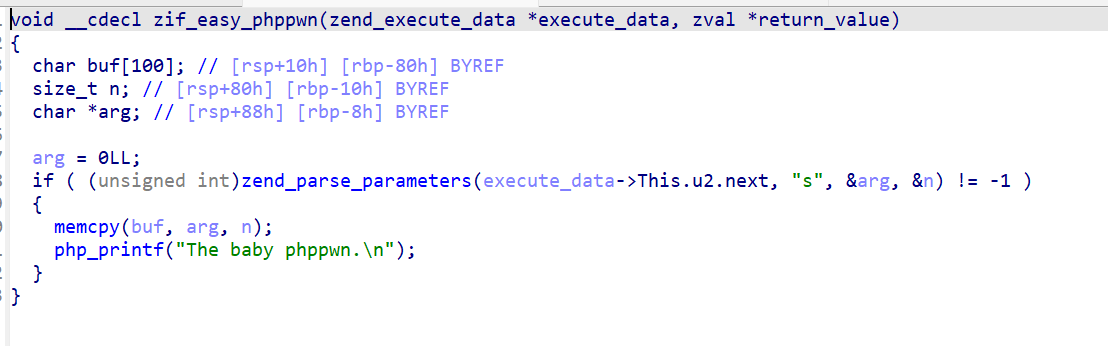 void __cdecl zif_easy_phppwn(zend_execute_data *execute_data, zval *return_value)
{
  char buf[100]; // [rsp+10h] [rbp-80h] BYREF
  size_t n; // [rsp+80h] [rbp-10h] BYREF
  char *arg; // [rsp+88h] [rbp-8h] BYREF

  arg = 0LL;
  if ( (unsigned int)zend_parse_parameters(execute_data->This.u2.next, "s", &arg, &n) != -1 )
  {
    memcpy(buf, arg, n);
    php_printf("The baby phppwn.\n");
  }
}